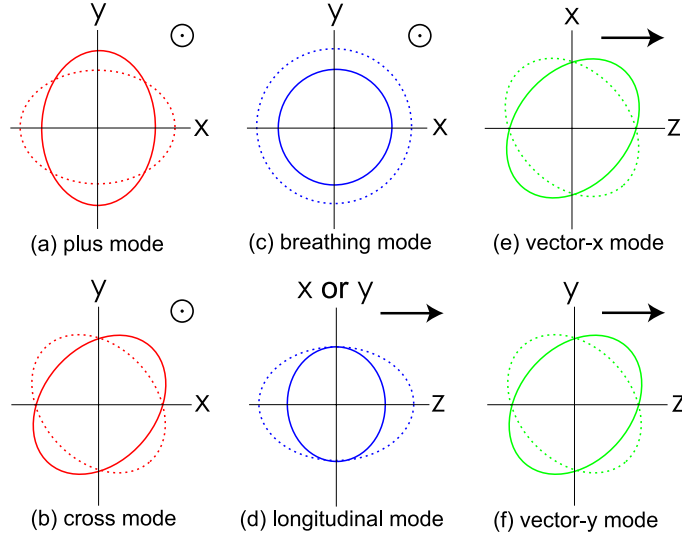 y
x
(a) plus mode
y
x
(c) breathing mode
x
z
(e) vector-x mode
y
x
(b) cross mode
x or y
z
(d) longitudinal mode
y
z
(f) vector-y mode